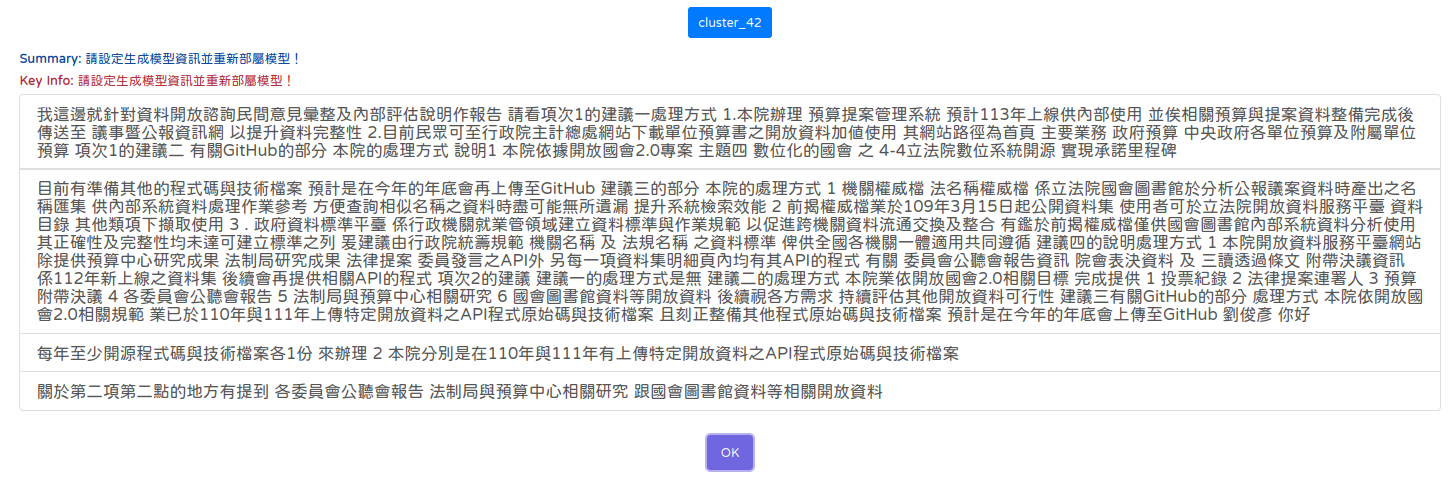 cluster_42
Summary: 請設定生成模型資訊並重新部屬模型！
Key Info: 請設定生成模型資訊並重新部屬模型！
我這邊就針對資料開放諮詢民間意見彙整及內部評估說明作報告 請看項次1的建議一處理方式 1.本院辦理 預算提案管理系統 預計113年上線供內部使用 並俟相關預算與提案資料整備完成後
傳送至 議事暨公報資訊網 以提升資料完整性 2.目前民眾可至行政院主計總處網站下載單位預算書之開放資料加值使用 其網站路徑為首頁 主要業務 政府預算 中央政府各單位預算及附屬單位
預算 項次1的建議二 有關GitHub的部分 本院的處理方式 說明1 本院依據開放國會2.0專案 主題四 數位化的國會 之 4-4立法院數位系統開源 實現承諾里程碑
目前有準備其他的程式碼與技術檔案 預計是在今年的年底會再上傳至GitHub 建議三的部分 本院的處理方式 1 機關權威檔 法名稱權威檔 係立法院國會圖書館於分析公報議案資料時產出之名
稱匯集 供內部系統資料處理作業參考 方便查詢相似名稱之資料時盡可能無所遺漏 提升系統檢索效能 2 前揭權威檔業於109年3月15日起公開資料集 使用者可於立法院開放資料服務平臺 資料
目錄 其他類項下擷取使用 3 . 政府資料標準平臺 係行政機關就業管領域建立資料標準與作業規範 以促進跨機關資料流通交換及整合 有鑑於前揭權威檔僅供國會圖書館內部系統資料分析使用
其正確性及完整性均未達可建立標準之列 爰建議由行政院統籌規範 機關名稱 及 法規名稱 之資料標準 俾供全國各機關一體適用共同遵循 建議四的說明處理方式 1 本院開放資料服務平臺網站
除提供預算中心研究成果 法制局研究成果 法律提案 委員發言之API外 另每一項資料集明細頁內均有其API的程式 有關 委員會公聽會報告資訊 院會表決資料 及 三讀透過條文 附帶決議資訊
係112年新上線之資料集 後續會再提供相關API的程式 項次2的建議 建議一的處理方式是無 建議二的處理方式 本院業依開放國會2.0相關目標 完成提供 1 投票紀錄 2 法律提案連署人 3 預算
附帶決議 4 各委員會公聽會報告 5 法制局與預算中心相關研究 6 國會圖書館資料等開放資料 後續視各方需求 持續評估其他開放資料可行性 建議三有關GitHub的部分 處理方式 本院依開放國
會2.0相關規範 業已於110年與111年上傳特定開放資料之API程式原始碼與技術檔案 且刻正整備其他程式原始碼與技術檔案 預計是在今年的年底會上傳至GitHub 劉俊彥 你好
每年至少開源程式碼與技術檔案各1份 來辦理 2 本院分別是在110年與111年有上傳特定開放資料之API程式原始碼與技術檔案
關於第二項第二點的地方有提到 各委員會公聽會報告 法制局與預算中心相關研究 跟國會圖書館資料等相關開放資料
OK